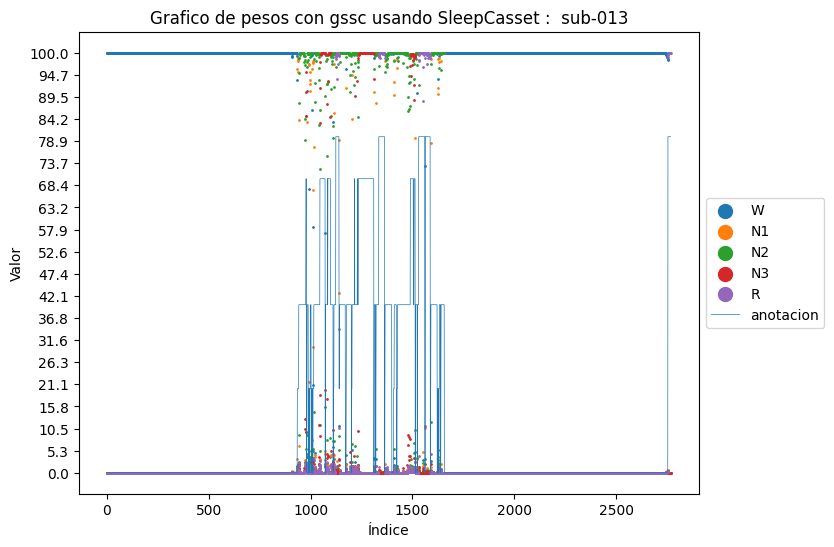 Grafico de pesos con gssc usando SleepCasset :  sub-013
100.0
94.7
89.5
84.2
78.9
73.7
68.4
63.2
57.9
52.6
47.4
42.1
36.8
31.6
26.3
21.1
15.8
10.5
5.3
0.0
Valor
0 500 1000 1500 2000 2500
Índice
W
N1
N2
N3
R
anotacion